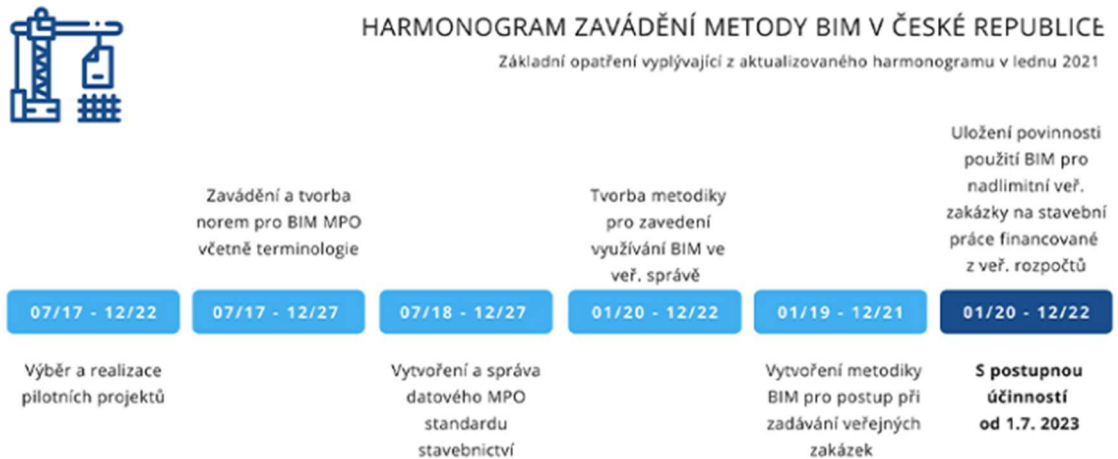 HARMONOGRAM ZAVÁDĚNÍ METODY BIM V ČESKÉ REPUBLICE
Základní opatření vyplývající z aktualizovaného harmonogramu v lednu 2021
Zavádění a tvorba
norem pro BIM MPO
včetně terminologie
Tvorba metodiky
pro zavedení
využívání BIM ve
veř. správě
Uložení povinnosti
použití BIM pro
nadlimitní veř.
zakázky na stavební
práce financované
z veř. rozpočtů
07/17 - 12/22
07/17 - 12/27
07/18 - 12/27
01/20 - 12/22
01/19 - 12/21
01/20 - 12/22
Výběr a realizace
pilotních projektů
Vytvoření a správa
datového MPO
standardu
stavebnictví
Vytvoření metodiky
BIM pro postup při
zadávání veřejných
zakázek
S postupnou
účinností
od 1.7. 2023